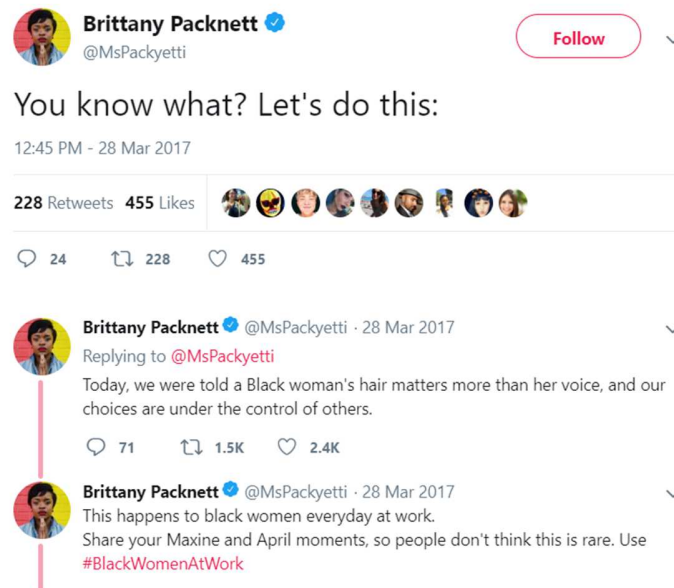 Brittany Packnett
Follow
@MsPackyetti
You know what? Let's do this:
12:45 PM - 28 Mar 2017
228 Retweets 455 Likes
24 228 455
Brittany Packnett @MsPackyetti · 28 Mar 2017
Replying to @MsPackyetti
Today, we were told a Black woman's hair matters more than her voice, and our
choices are under the control of others.
71 1.5K 2.4K
Brittany Packnett @MsPackyetti · 28 Mar 2017
This happens to black women everyday at work.
Share your Maxine and April moments, so people don't think this is rare. Use
#BlackWomenAtWork